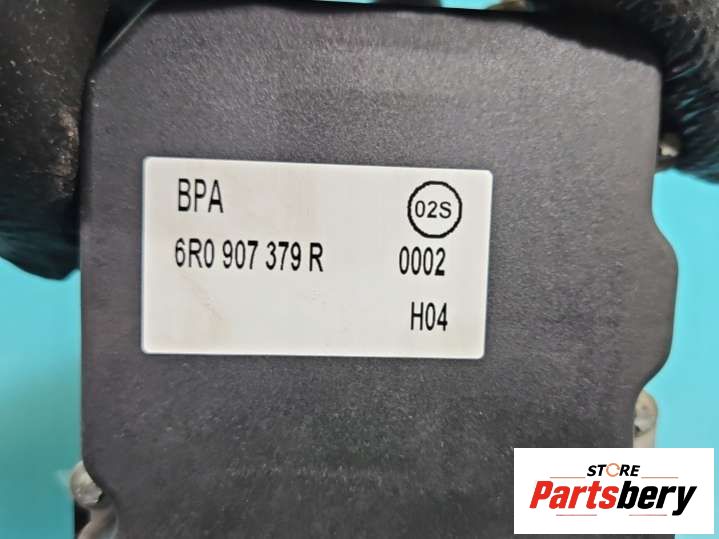 BPA 02S
6R0 907 379 R 0002
H04
STORE
Partsbery